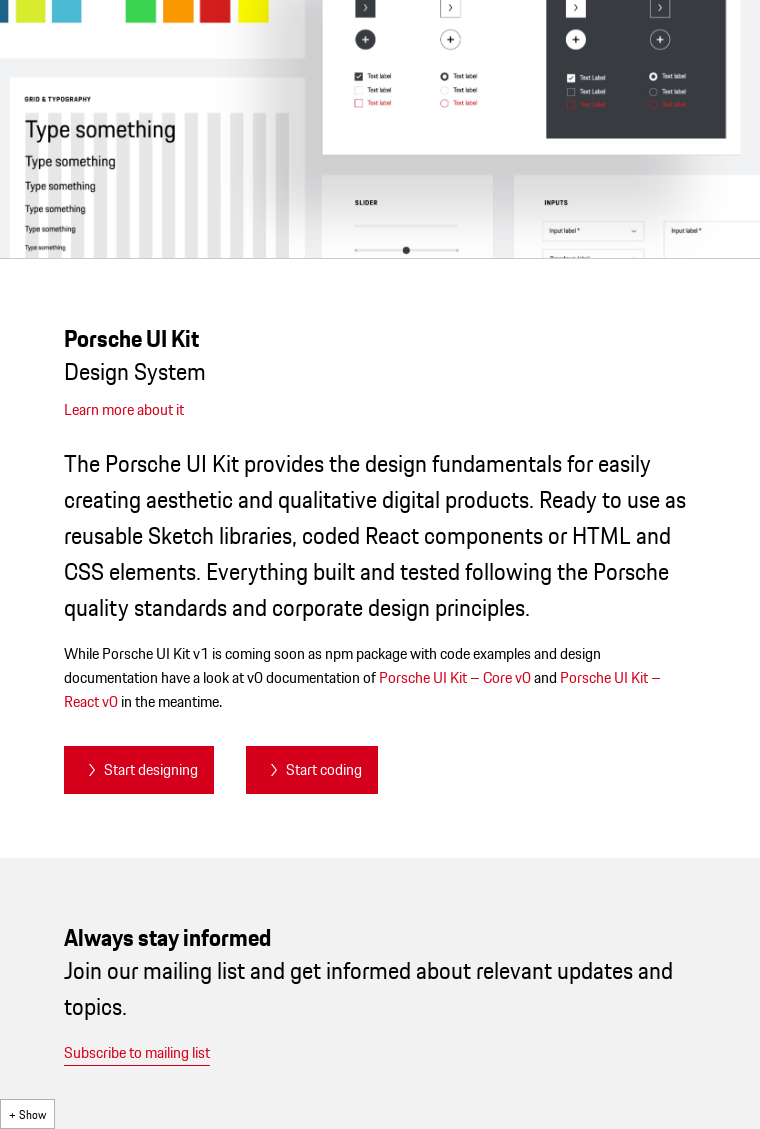 Text label
Text label
Text Label
Text label
Text label
Text label
Text Label
Text label
Text label
Text label
Text Label
Text label
GRID & TYPOGRAPHY
Type something
Type something
Type something
Type something
Type something
Type something
SLIDER
INPUTS
Input label *
Input label *
Porsche UI Kit
Design System
Learn more about it
The Porsche UI Kit provides the design fundamentals for easily
creating aesthetic and qualitative digital products. Ready to use as
reusable Sketch libraries, coded React components or HTML and
CSS elements. Everything built and tested following the Porsche
quality standards and corporate design principles.
While Porsche UI Kit v1 is coming soon as npm package with code examples and design
documentation have a look at v0 documentation of Porsche UI Kit – Core v0 and Porsche UI Kit –
React v0 in the meantime.
Start designing
Start coding
Always stay informed
Join our mailing list and get informed about relevant updates and
topics.
Subscribe to mailing list
+ Show